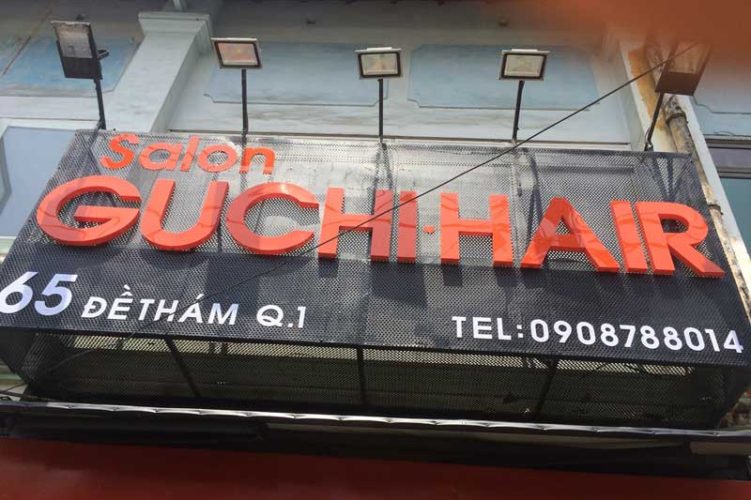 Salon
GUCHI·HAIR
65 ĐỀ THÁM Q.1
TEL:0908788014